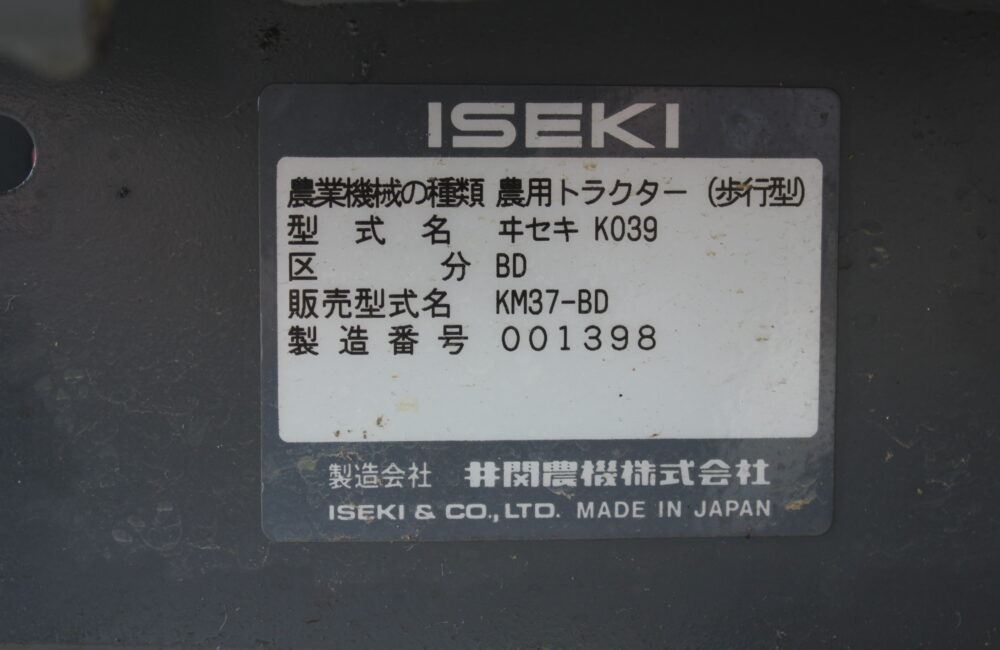 ISEKI
農業機械の種類 農用トラクター (歩行型)
型式名 ヰセキ K039
区分 BD
販売型式名 KM37-BD
製造番号 001398
製造会社 井関農機株式会社
ISEKI & CO., LTD. MADE IN JAPAN